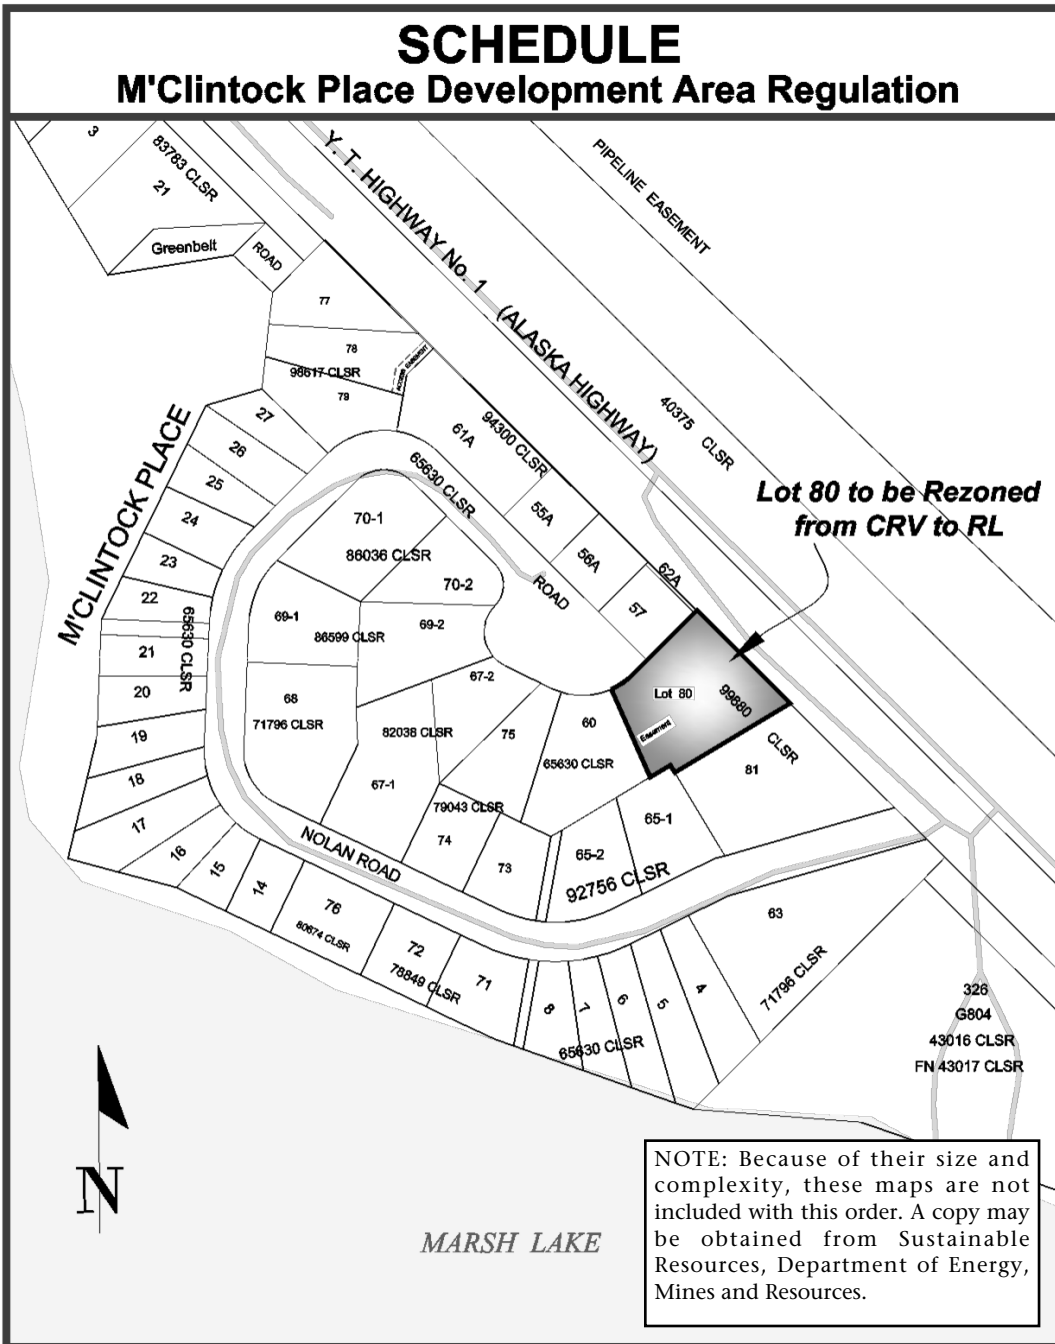 SCHEDULE
M'Clintock Place Development Area Regulation
3
83783 CLSR
21
Greenbelt
ROAD
Y. T. HIGHWAY No. 1 (ALASKA HIGHWAY)
PIPELINE EASEMENT
40375 CLSR
77
78
98617 CLSR
79
ACCESS EASEMENT
61A
94300 CLSR
55A
56A
62A
57
Lot 80 to be Rezoned
from CRV to RL
M'CLINTOCK PLACE
27
26
25
24
23
22
21
20
19
18
17
16
15
14
65630 CLSR
65630 CLSR
ROAD
70-1
86036 CLSR
70-2
69-1
86599 CLSR
69-2
68
71796 CLSR
67-2
82038 CLSR
67-1
75
60
65630 CLSR
Lot 80
Easement
99880
CLSR
81
79043 CLSR
74
73
65-1
65-2
92756 CLSR
NOLAN ROAD
76
80674 CLSR
72
78849 CLSR
71
8
7
6
5
4
65630 CLSR
63
71796 CLSR
326
G804
43016 CLSR
FN 43017 CLSR
N
MARSH LAKE
NOTE: Because of their size and
complexity, these maps are not
included with this order. A copy may
be obtained from Sustainable
Resources, Department of Energy,
Mines and Resources.